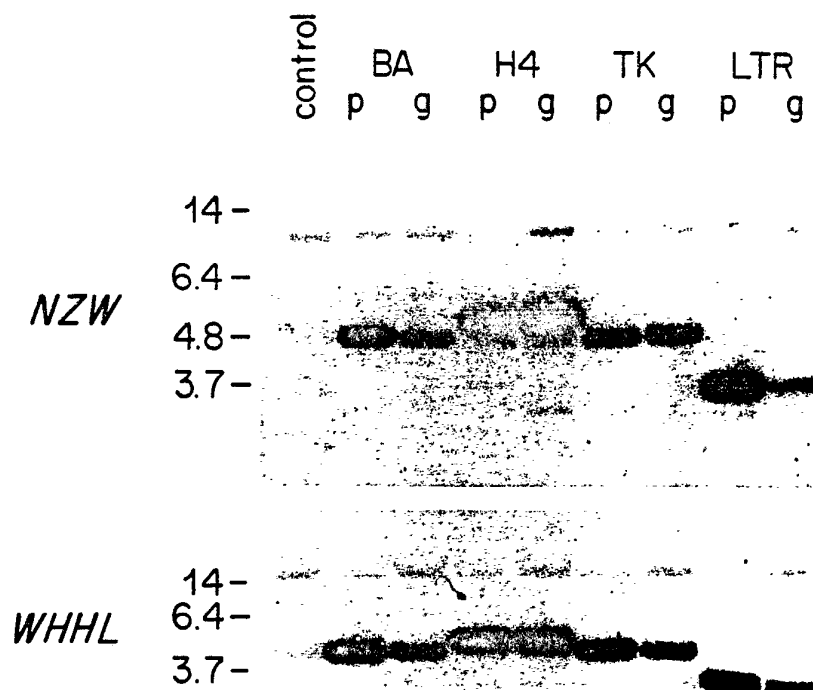 control BA H4 TK LTR
p g p g p g p g
14 –
6.4 –
NZW
4.8 –
3.7 –
14 –
6.4 –
WHHL
3.7 –